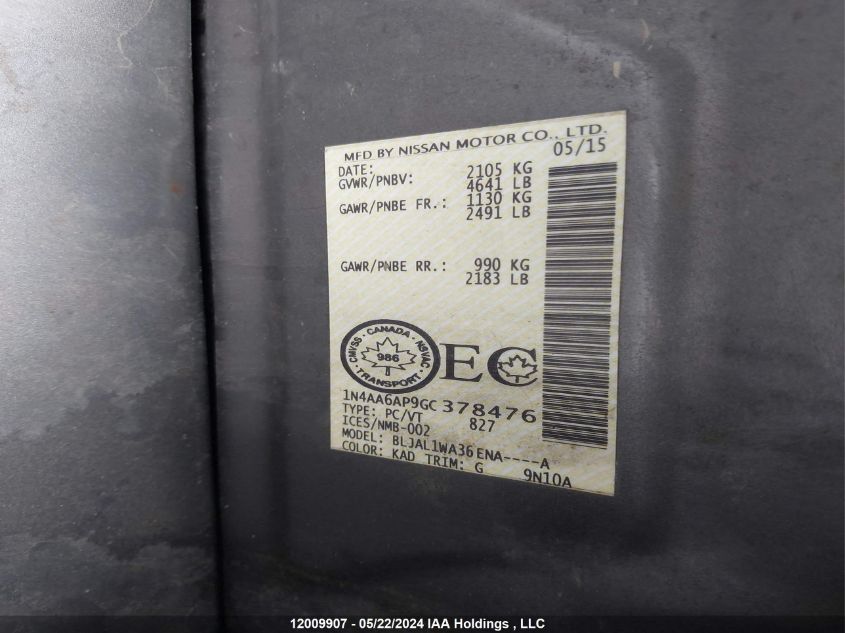 MFD BY NISSAN MOTOR CO., LTD.
DATE: 05/15
GVWR/PNBV: 2105 KG
4641 LB
GAWR/PNBE FR.: 1130 KG
2491 LB
GAWR/PNBE RR.: 990 KG
2183 LB
CMVSS · CANADA · NSVAC
986
TRANSPORT
EC
1N4AA6AP9GC378476
TYPE: PC/VT 827
ICES/NMB-002
MODEL: BLJAL1WA36ENA----A
COLOR: KAD TRIM: G 9N10A
12009907 - 05/22/2024 IAA Holdings , LLC